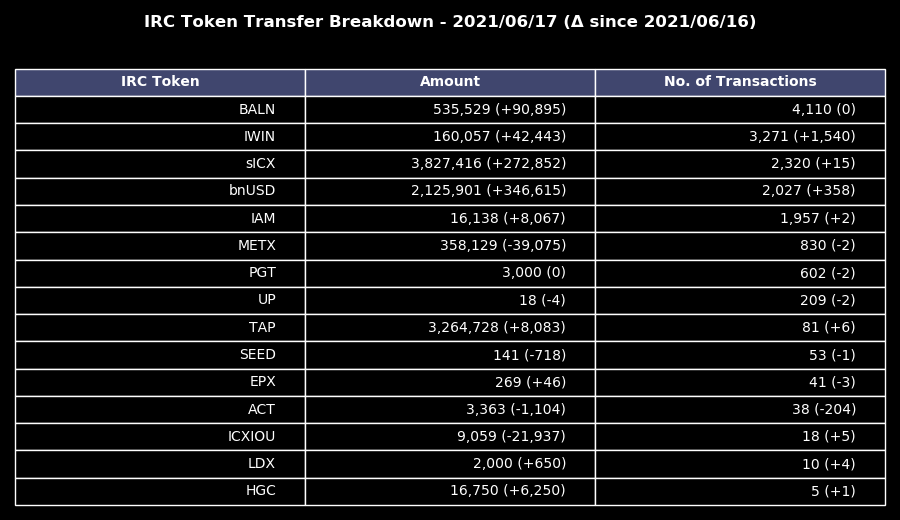 IRC Token Transfer Breakdown - 2021/06/17 (Δ since 2021/06/16)
IRC Token Amount No. of Transactions
BALN 535,529 (+90,895) 4,110 (0)
IWIN 160,057 (+42,443) 3,271 (+1,540)
sICX 3,827,416 (+272,852) 2,320 (+15)
bnUSD 2,125,901 (+346,615) 2,027 (+358)
IAM 16,138 (+8,067) 1,957 (+2)
METX 358,129 (-39,075) 830 (-2)
PGT 3,000 (0) 602 (-2)
UP 18 (-4) 209 (-2)
TAP 3,264,728 (+8,083) 81 (+6)
SEED 141 (-718) 53 (-1)
EPX 269 (+46) 41 (-3)
ACT 3,363 (-1,104) 38 (-204)
ICXIOU 9,059 (-21,937) 18 (+5)
LDX 2,000 (+650) 10 (+4)
HGC 16,750 (+6,250) 5 (+1)